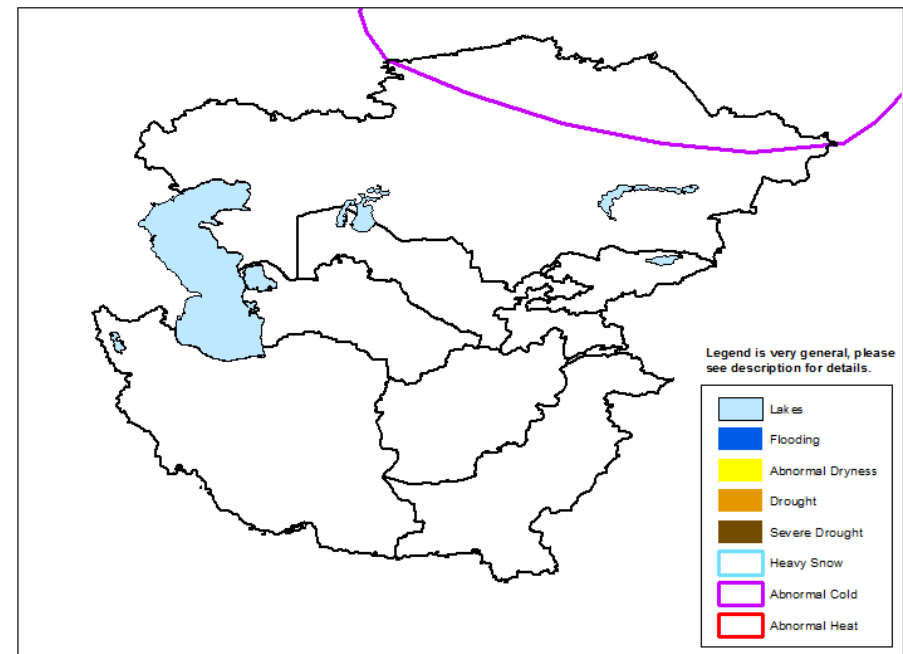 Legend is very general, please
see description for details.
Lakes
Flooding
Abnormal Dryness
Drought
Severe Drought
Heavy Snow
Abnormal Cold
Abnormal Heat